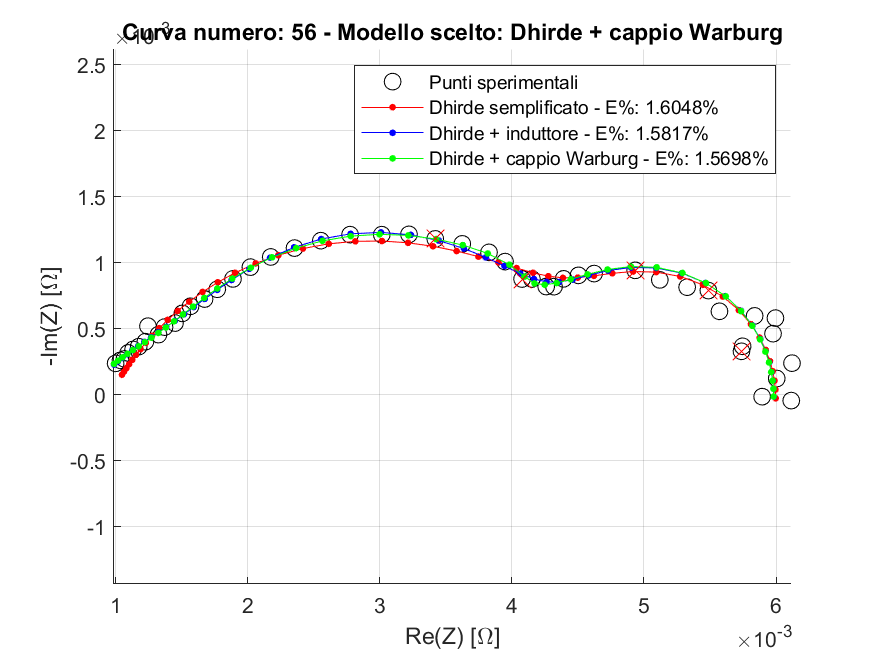 Curva numero: 56 - Modello scelto: Dhirde + cappio Warburg
×10⁻³
Punti sperimentali
Dhirde semplificato - E%: 1.6048%
Dhirde + induttore - E%: 1.5817%
Dhirde + cappio Warburg - E%: 1.5698%
2.5
2
1.5
1
0.5
0
-0.5
-1
-Im(Z) [Ω]
1 2 3 4 5 6
Re(Z) [Ω]
×10⁻³